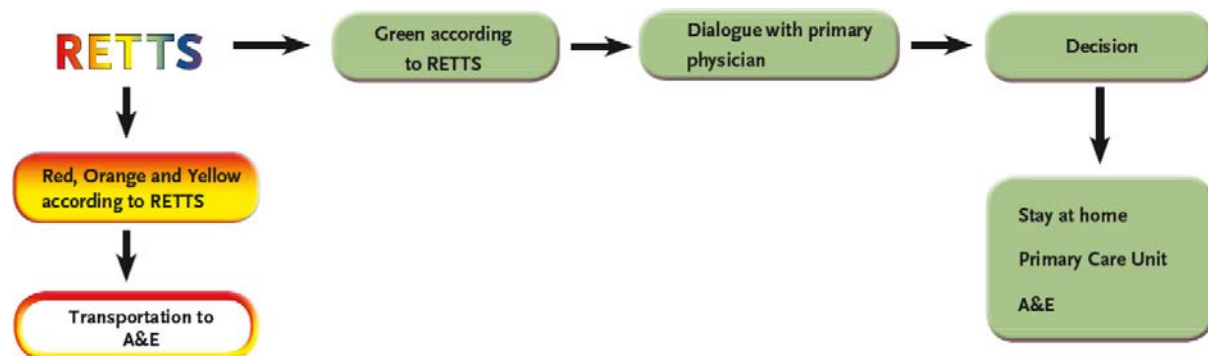 RETTS
Green according
to RETTS
Dialogue with primary
physician
Decision
Red, Orange and Yellow
according to RETTS
Stay at home
Primary Care Unit
A&E
Transportation to
A&E